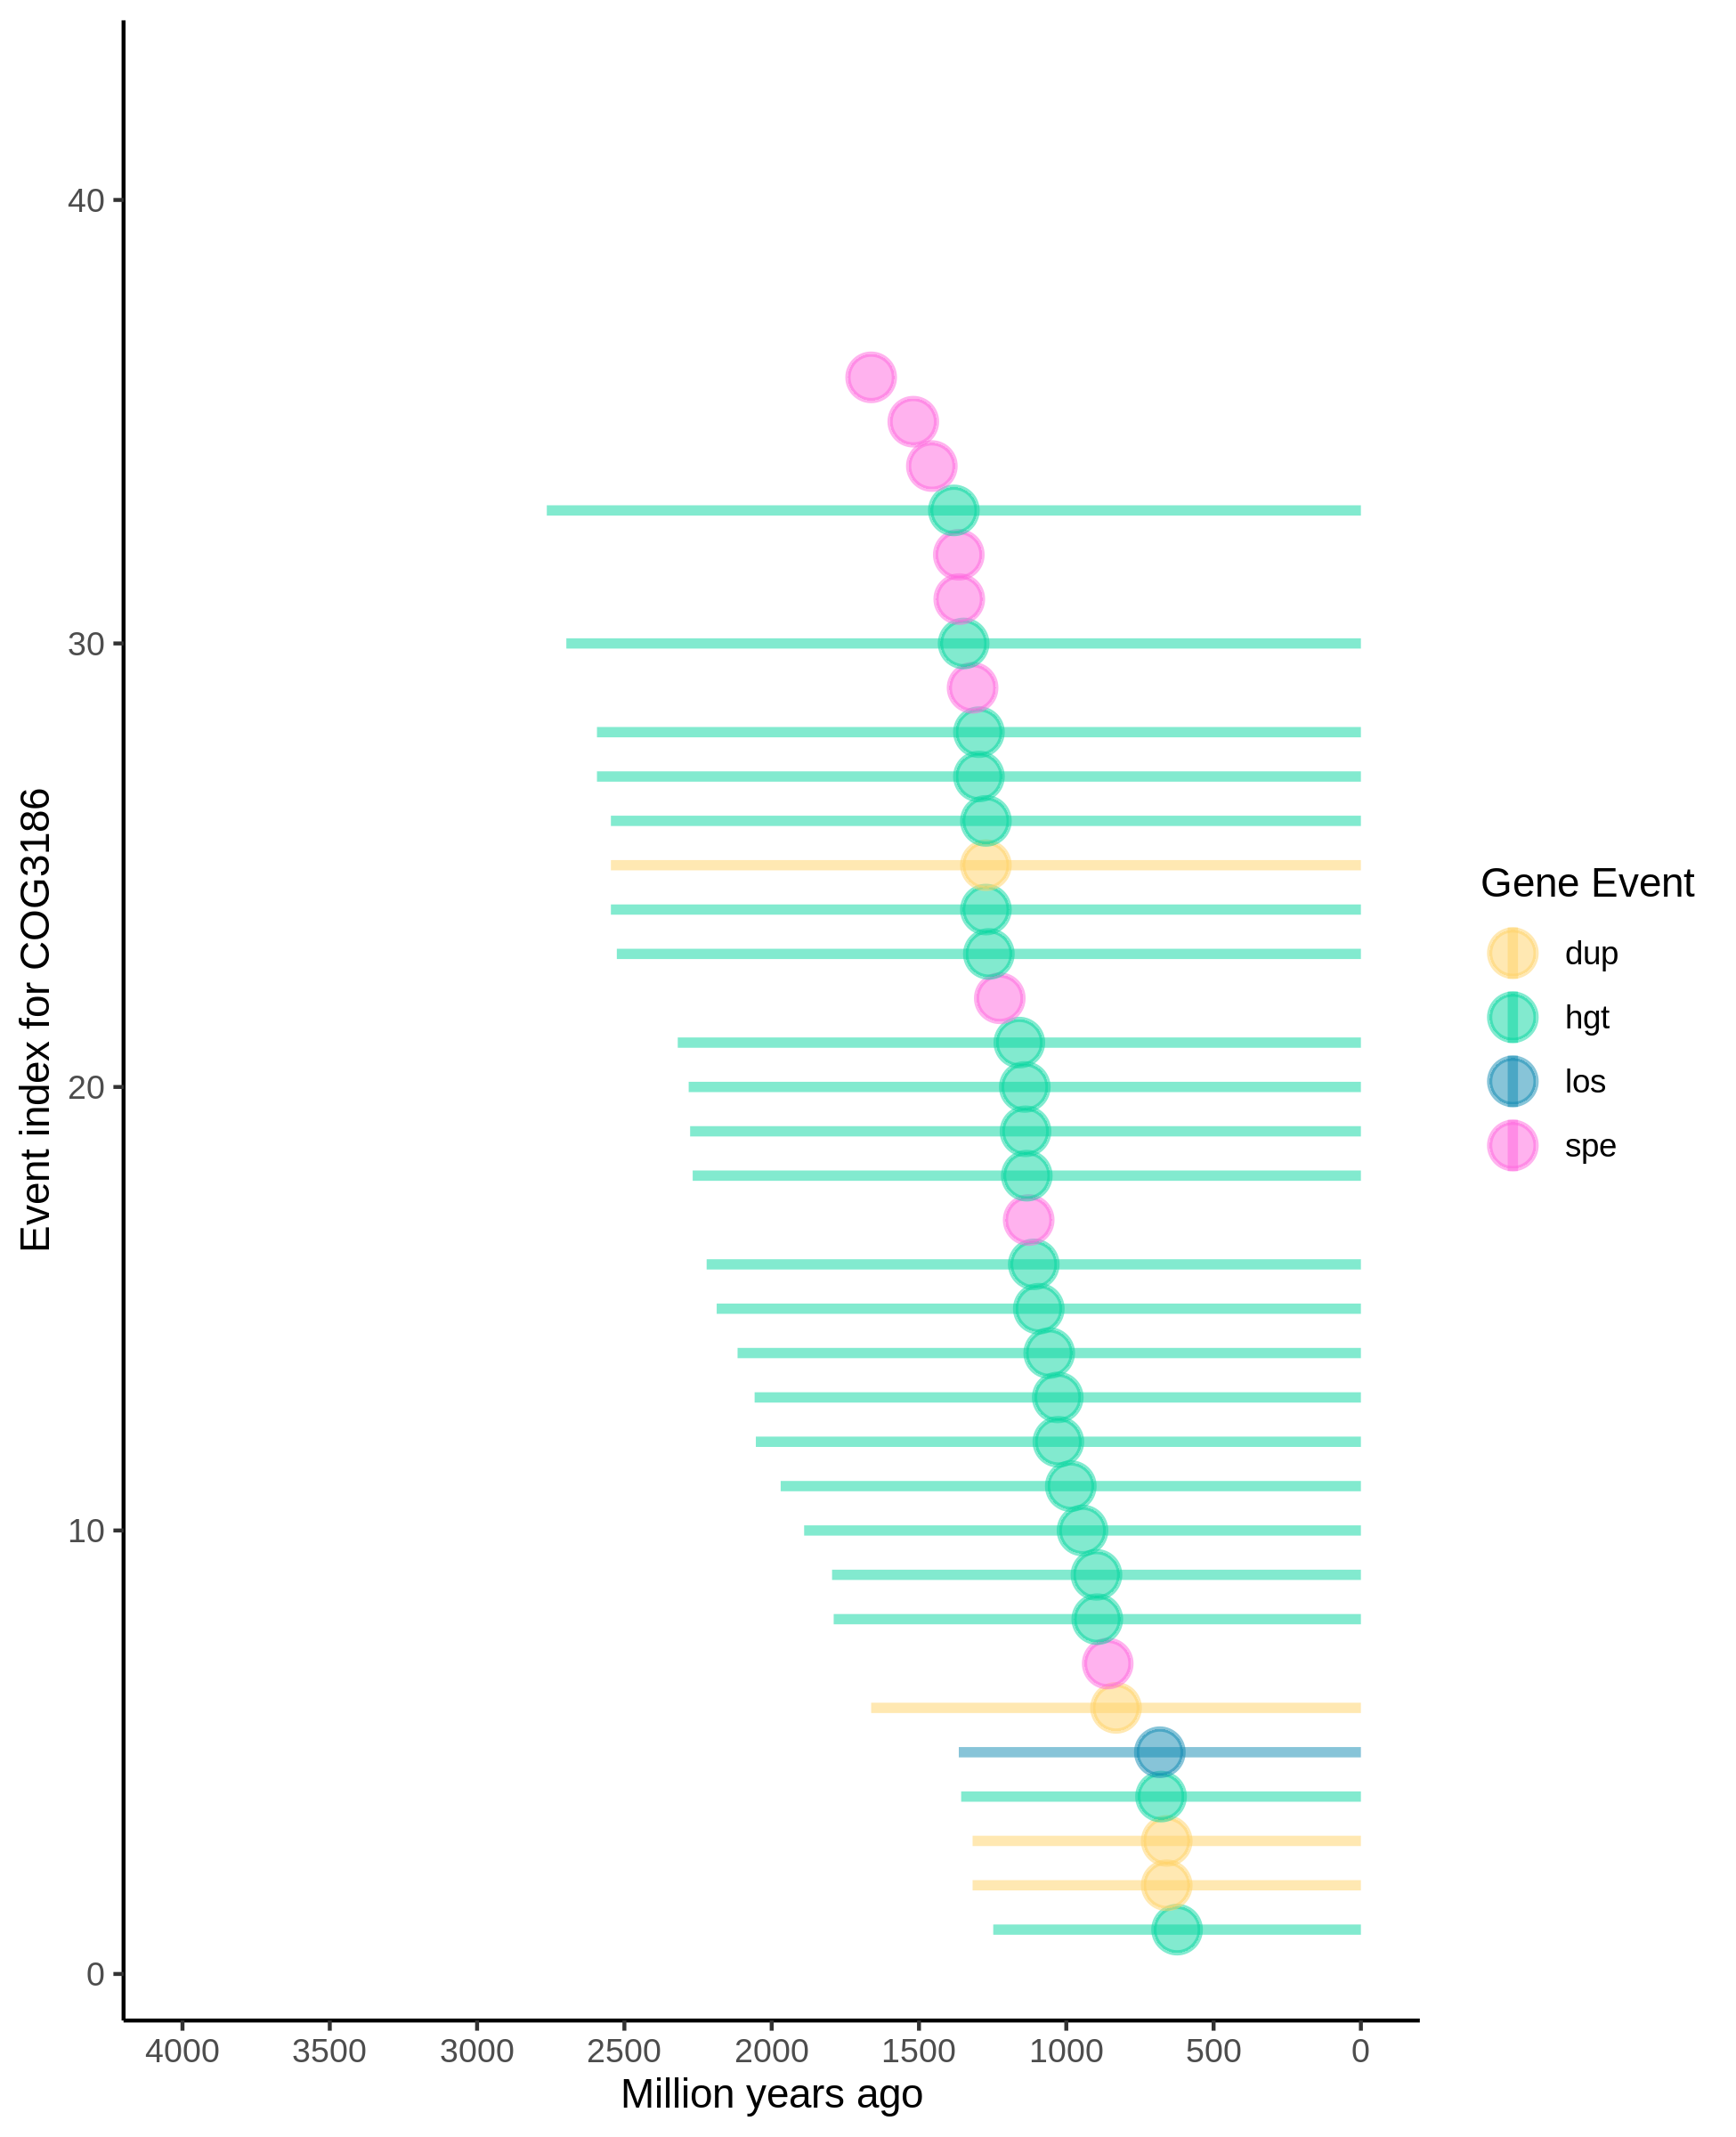 40
30
20
10
0
Event index for COG3186
4000 3500 3000 2500 2000 1500 1000 500 0
Million years ago
Gene Event
dup
hgt
los
spe